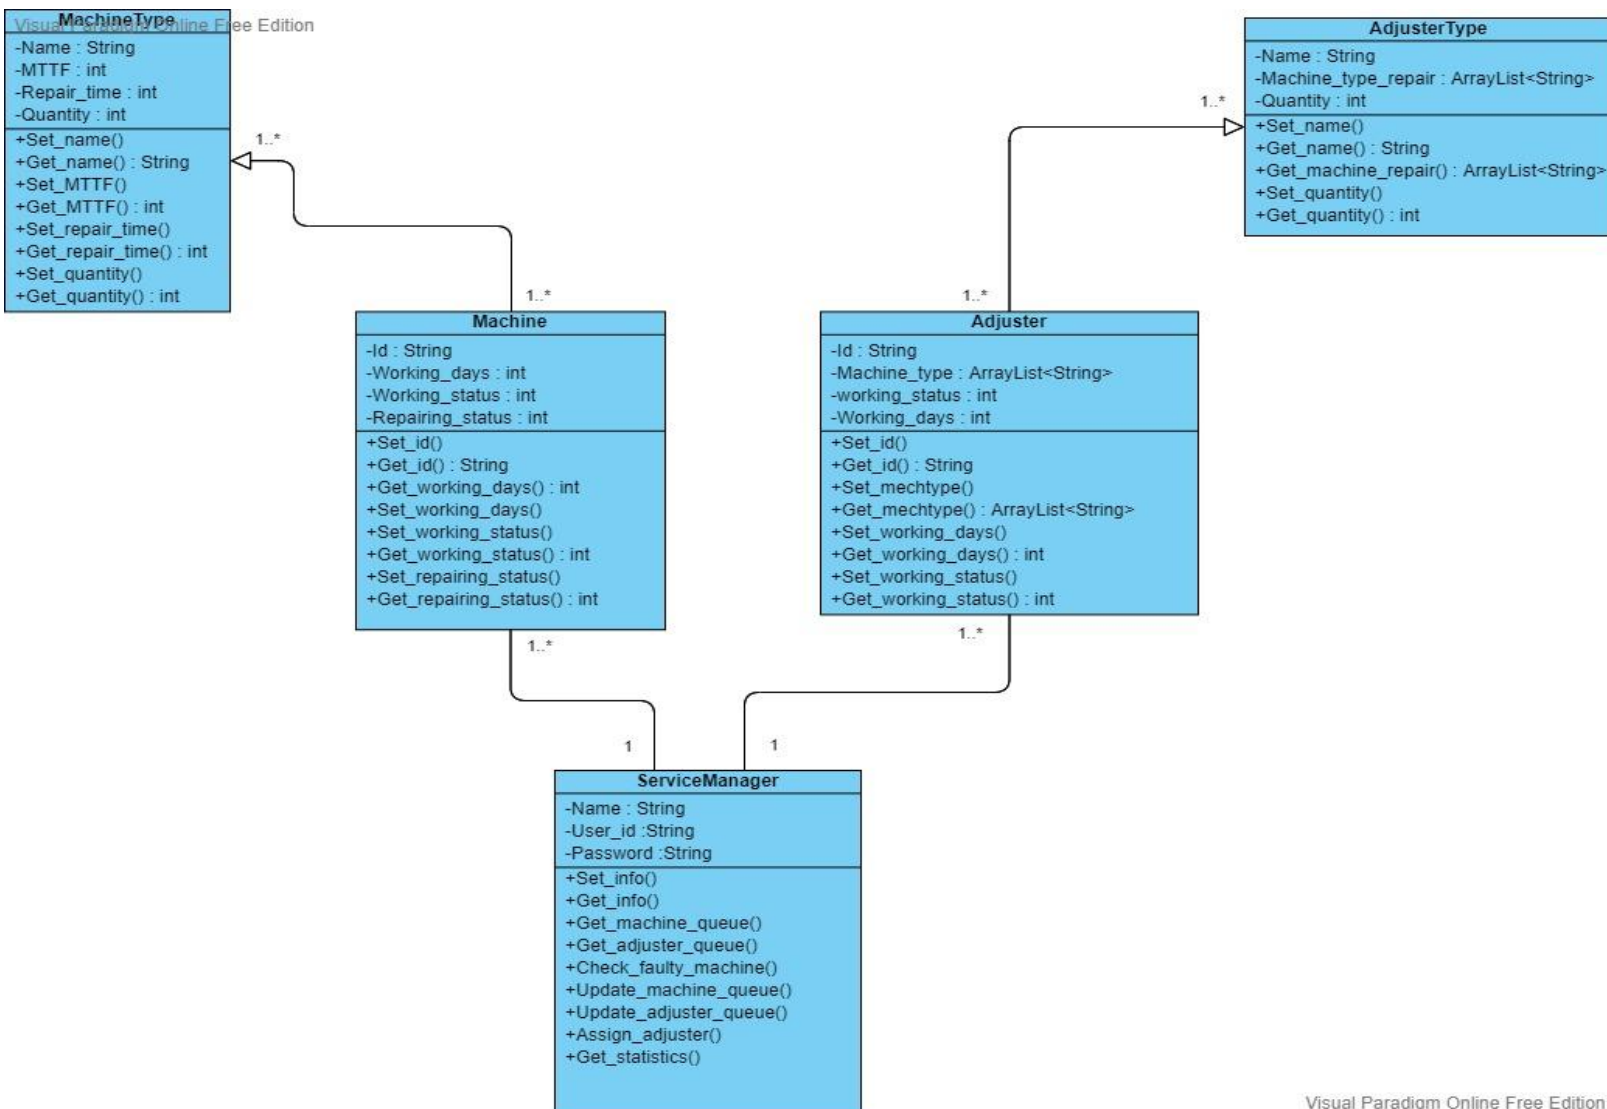 Visual Paradigm Online Free Edition
MachineType
-Name : String
-MTTF : int
-Repair_time : int
-Quantity : int
+Set_name()
+Get_name() : String
+Set_MTTF()
+Get_MTTF() : int
+Set_repair_time()
+Get_repair_time() : int
+Set_quantity()
+Get_quantity() : int
1..*
1..*
AdjusterType
-Name : String
-Machine_type_repair : ArrayList<String>
-Quantity : int
+Set_name()
+Get_name() : String
+Get_machine_repair() : ArrayList<String>
+Set_quantity()
+Get_quantity() : int
1..*
1..*
Machine
-Id : String
-Working_days : int
-Working_status : int
-Repairing_status : int
+Set_id()
+Get_id() : String
+Get_working_days() : int
+Set_working_days()
+Set_working_status()
+Get_working_status() : int
+Set_repairing_status()
+Get_repairing_status() : int
1..*
1
Adjuster
-Id : String
-Machine_type : ArrayList<String>
-working_status : int
-Working_days : int
+Set_id()
+Get_id() : String
+Set_mechtype()
+Get_mechtype() : ArrayList<String>
+Set_working_days()
+Get_working_days() : int
+Set_working_status()
+Get_working_status() : int
1..*
1
ServiceManager
-Name : String
-User_id :String
-Password :String
+Set_info()
+Get_info()
+Get_machine_queue()
+Get_adjuster_queue()
+Check_faulty_machine()
+Update_machine_queue()
+Update_adjuster_queue()
+Assign_adjuster()
+Get_statistics()
Visual Paradigm Online Free Edition